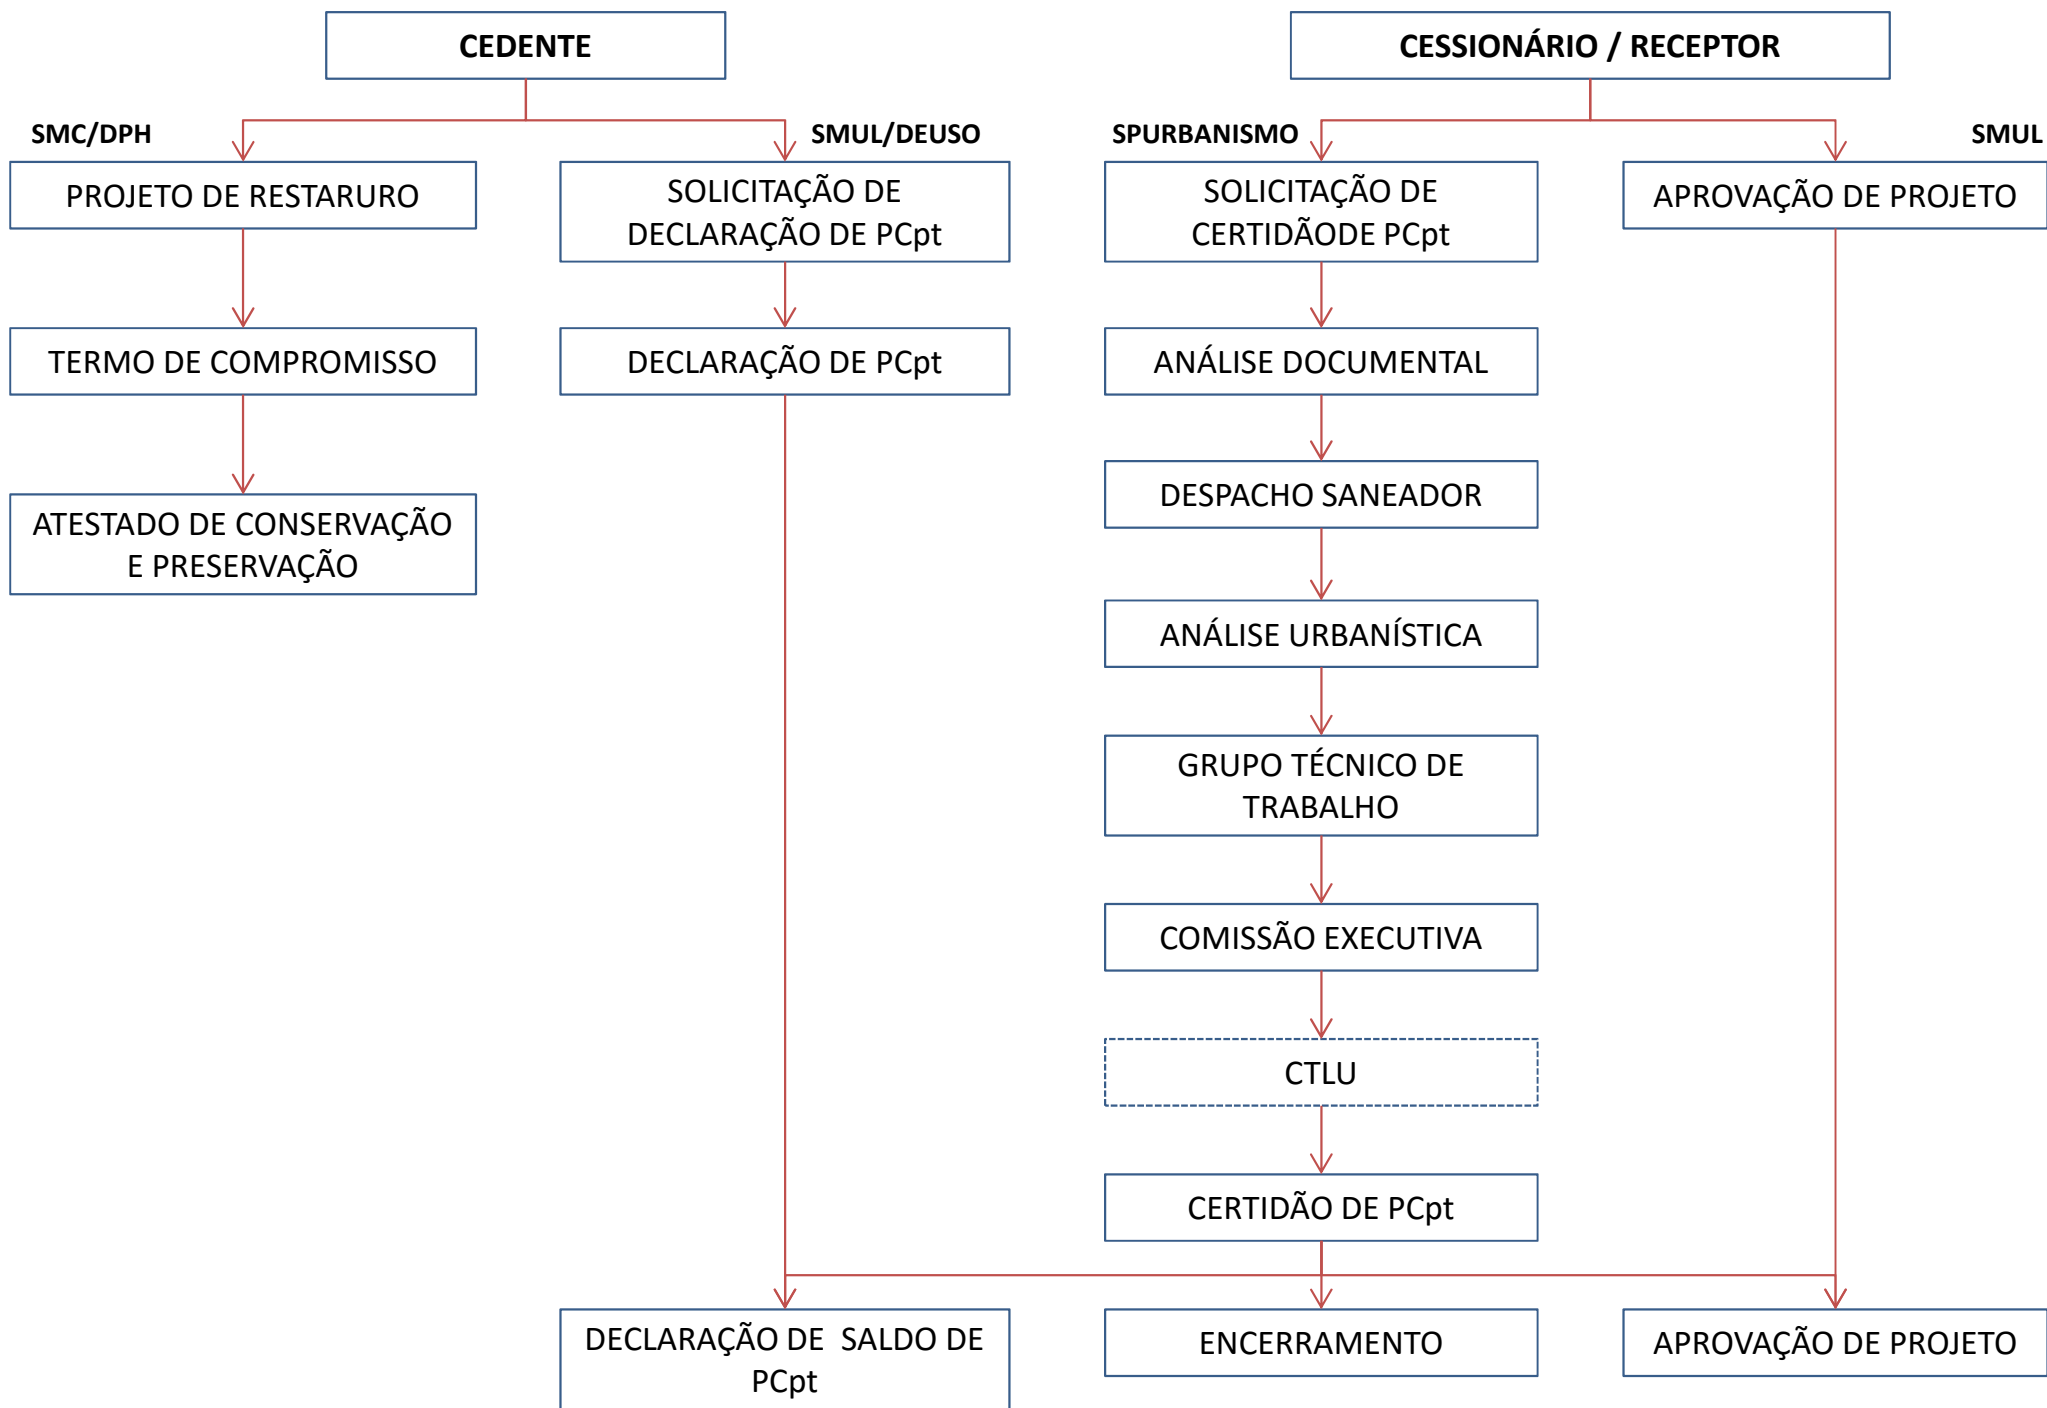 CEDENTE
CESSIONÁRIO / RECEPTOR
SMC/DPH
SMUL/DEUSO
SPURBANISMO
SMUL
PROJETO DE RESTARURO
SOLICITAÇÃO DE
DECLARAÇÃO DE PCpt
SOLICITAÇÃO DE
CERTIDÃODE PCpt
APROVAÇÃO DE PROJETO
TERMO DE COMPROMISSO
DECLARAÇÃO DE PCpt
ANÁLISE DOCUMENTAL
DESPACHO SANEADOR
ATESTADO DE CONSERVAÇÃO
E PRESERVAÇÃO
ANÁLISE URBANÍSTICA
GRUPO TÉCNICO DE
TRABALHO
COMISSÃO EXECUTIVA
CTLU
CERTIDÃO DE PCpt
DECLARAÇÃO DE  SALDO DE
PCpt
ENCERRAMENTO
APROVAÇÃO DE PROJETO